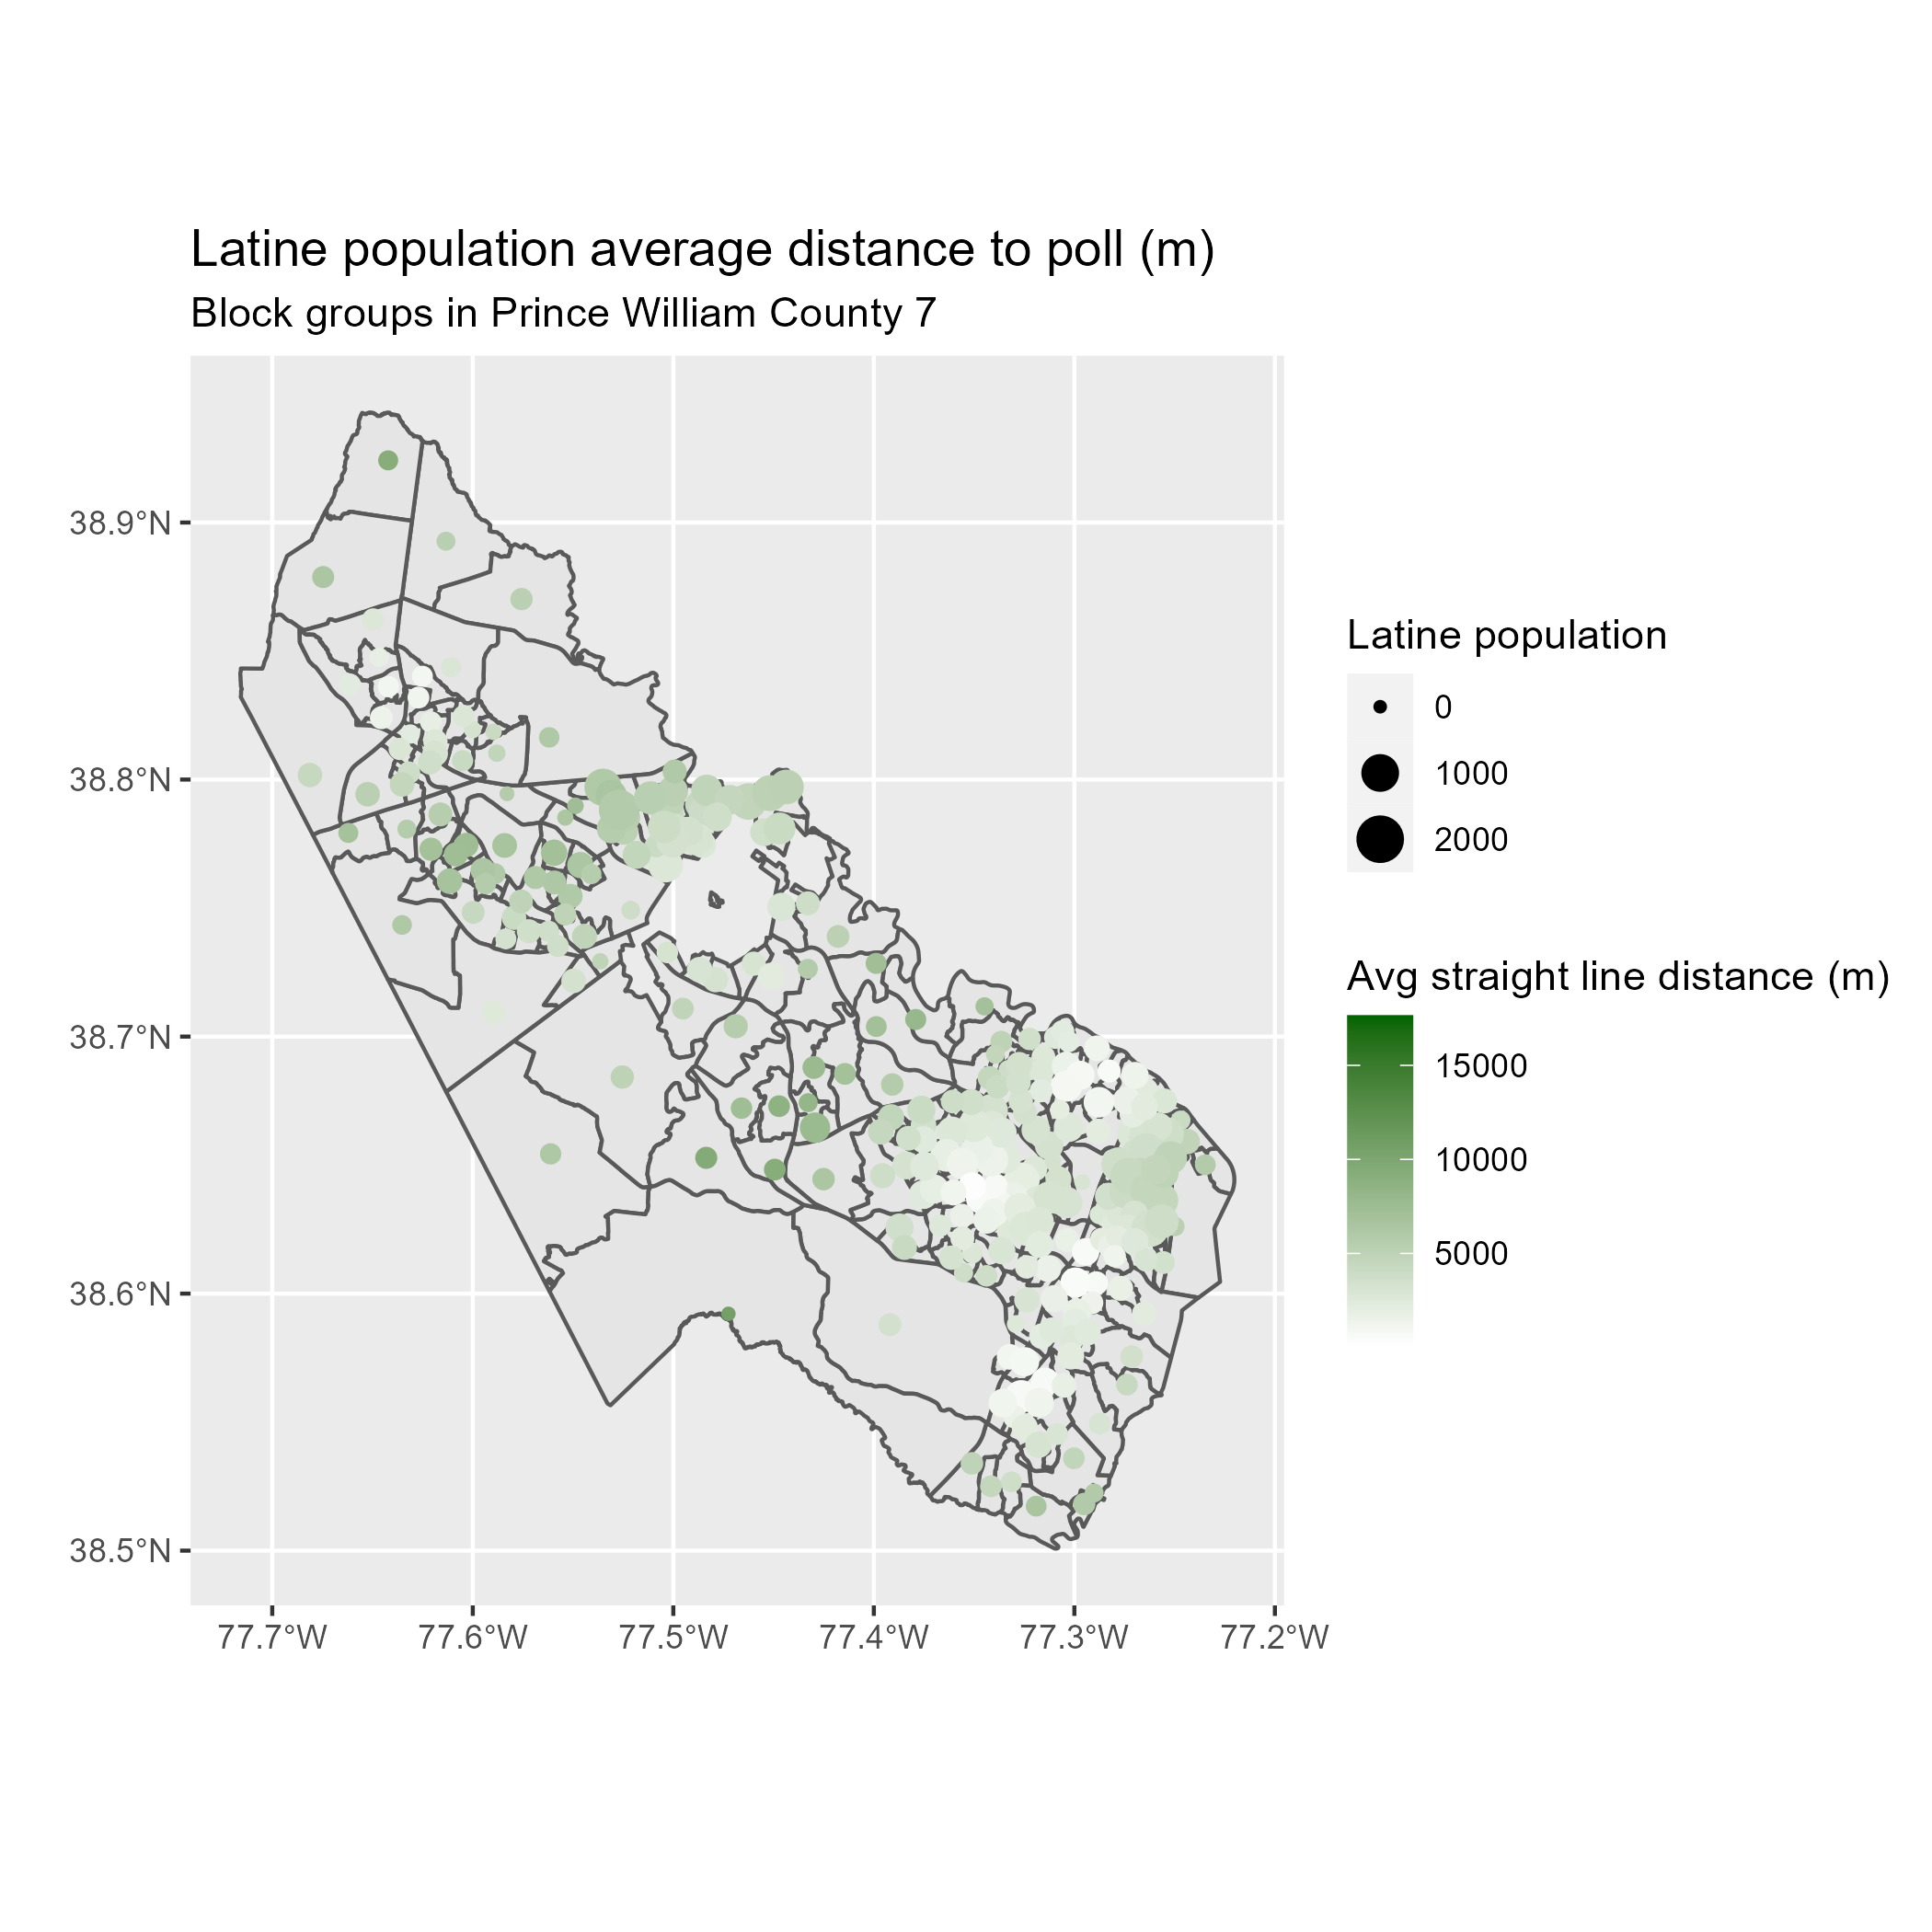 Latine population average distance to poll (m)
Block groups in Prince William County 7
38.9°N
38.8°N
38.7°N
38.6°N
38.5°N
77.7°W
77.6°W
77.5°W
77.4°W
77.3°W
77.2°W
Latine population
0
1000
2000
Avg straight line distance (m)
15000
10000
5000